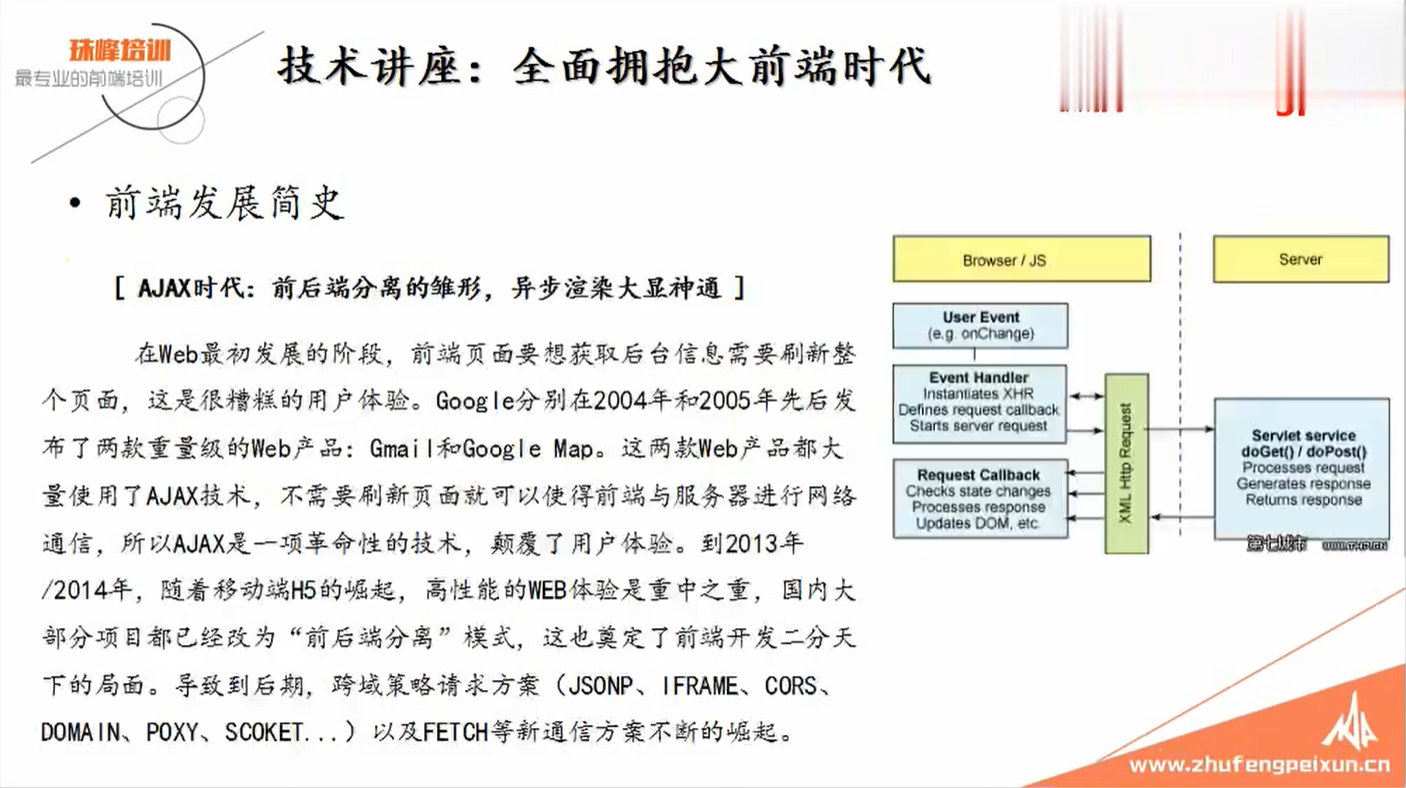 珠峰培训
最专业的前端培训
技术讲座：全面拥抱大前端时代
• 前端发展简史
[ AJAX时代：前后端分离的雏形，异步渲染大显神通 ]
在Web最初发展的阶段，前端页面要想获取后台信息需要刷新整
个页面，这是很糟糕的用户体验。Google分别在2004年和2005年先后发
布了两款重量级的Web产品：Gmail和Google Map。这两款Web产品都大
量使用了AJAX技术，不需要刷新页面就可以使得前端与服务器进行网络
通信，所以AJAX是一项革命性的技术，颠覆了用户体验。到2013年
/2014年，随着移动端H5的崛起，高性能的WEB体验是重中之重，国内大
部分项目都已经改为“前后端分离”模式，这也奠定了前端开发二分天
下的局面。导致到后期，跨域策略请求方案（JSONP、IFRAME、CORS、
DOMAIN、POXY、SCOKET...）以及FETCH等新通信方案不断的崛起。
Browser / JS
Server
User Event
(e.g. onChange)
Event Handler
Instantiates XHR
Defines request callback
Starts server request
Request Callback
Checks state changes
Processes response
Updates DOM, etc.
XML Http Request
Servlet service
doGet() / doPost()
Processes request
Generates response
Returns response
第七城市
www.zhufengpeixun.cn